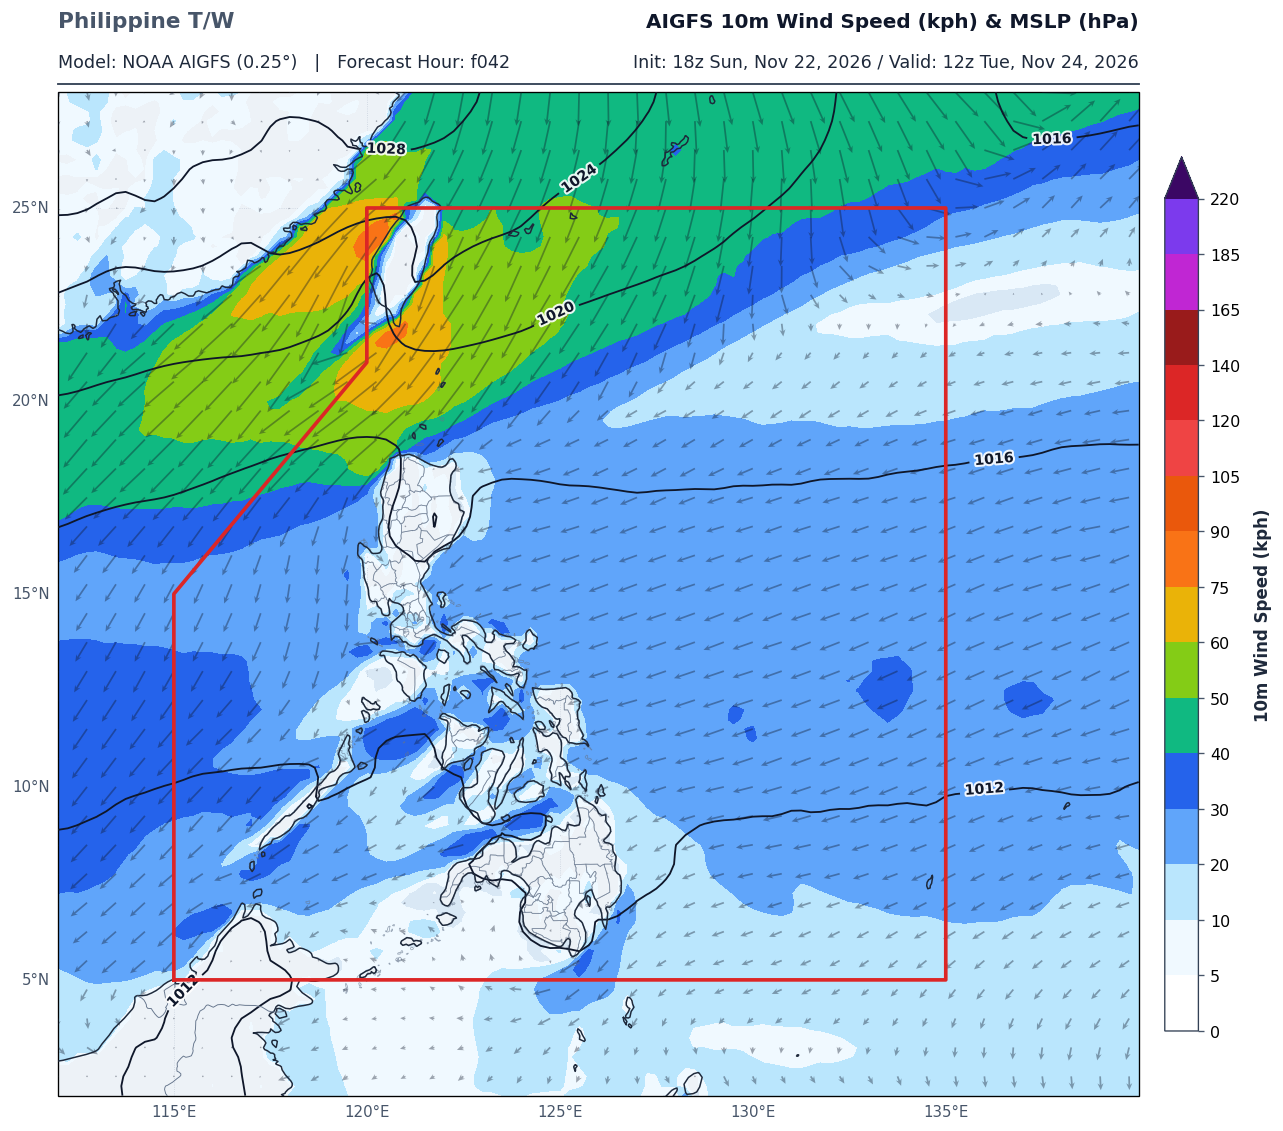 Philippine T/W
AIGFS 10m Wind Speed (kph) & MSLP (hPa)
Model: NOAA AIGFS (0.25°) | Forecast Hour: f042
Init: 18z Sun, Nov 22, 2026 / Valid: 12z Tue, Nov 24, 2026
1028
1024
1016
1020
1016
1012
1012
25°N
20°N
15°N
10°N
5°N
115°E
120°E
125°E
130°E
135°E
220
185
165
140
120
105
90
75
60
50
40
30
20
10
5
0
10m Wind Speed (kph)